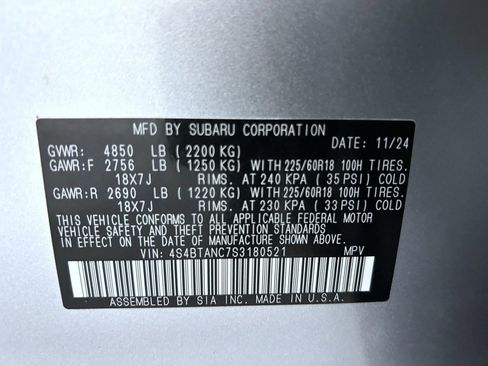 MFD BY SUBARU CORPORATION
GVWR: 4850 LB (2200 KG) DATE: 11/24
GAWR:F 2756 LB (1250 KG) WITH 225/60R18 100H TIRES.
18X7J RIMS. AT 240 KPA (35 PSI) COLD
GAWR:R 2690 LB (1220 KG) WITH 225/60R18 100H TIRES.
18X7J RIMS. AT 230 KPA (33 PSI) COLD
THIS VEHICLE CONFORMS TO ALL APPLICABLE FEDERAL MOTOR
VEHICLE SAFETY AND THEFT PREVENTION STANDARDS IN EFFECT
ON THE DATE OF MANUFACTURE SHOWN ABOVE.
VIN: 4S4BTANC7S3180521 MPV
ASSEMBLED BY SIA INC. MADE IN U.S.A.